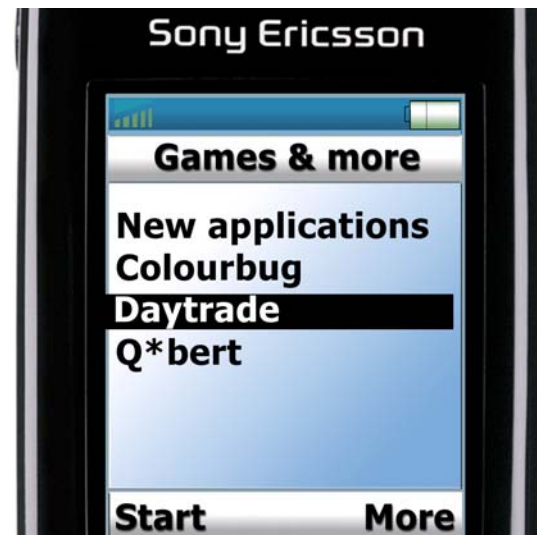 Sony Ericsson
Games & more
New applications
Colourbug
Daytrade
Q*bert
Start
More